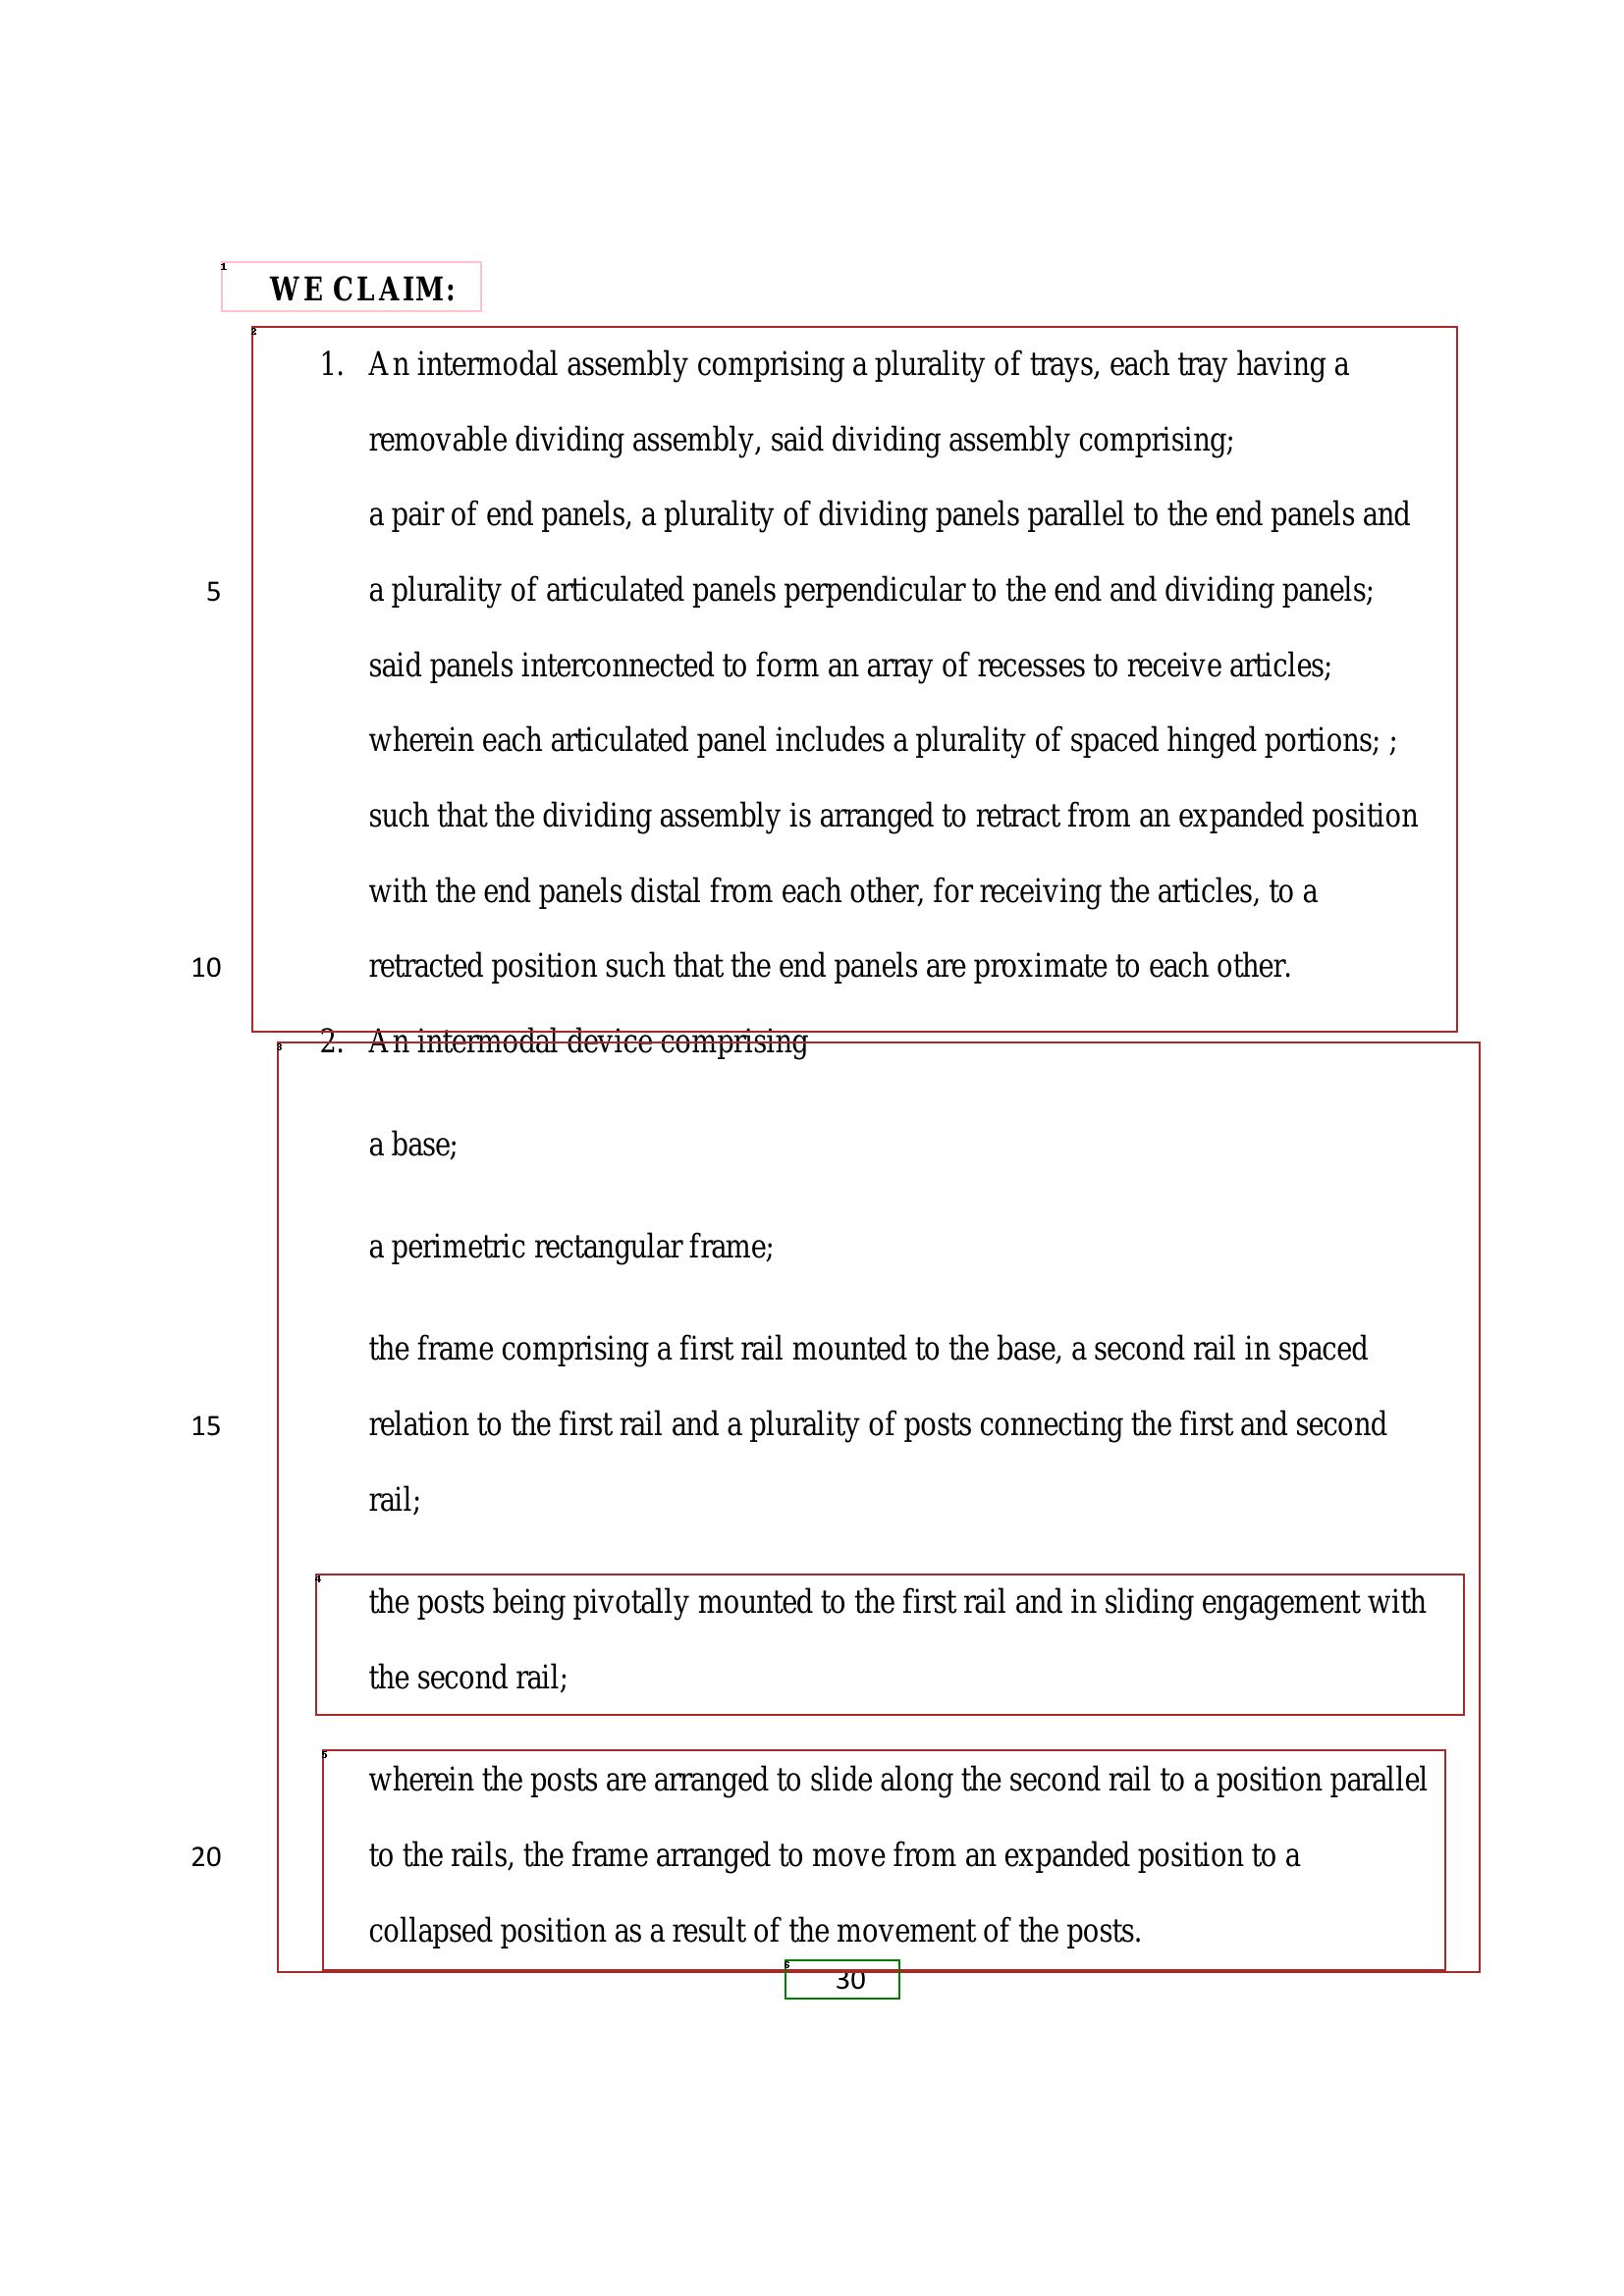 WE CLAIM:
1. An intermodal assembly comprising a plurality of trays, each tray having a
removable dividing assembly, said dividing assembly comprising;
a pair of end panels, a plurality of dividing panels parallel to the end panels and
5 a plurality of articulated panels perpendicular to the end and dividing panels;
said panels interconnected to form an array of recesses to receive articles;
wherein each articulated panel includes a plurality of spaced hinged portions; ;
such that the dividing assembly is arranged to retract from an expanded position
with the end panels distal from each other, for receiving the articles, to a
10 retracted position such that the end panels are proximate to each other.
2. An intermodal device comprising
a base;
a perimetric rectangular frame;
the frame comprising a first rail mounted to the base, a second rail in spaced
15 relation to the first rail and a plurality of posts connecting the first and second
rail;
the posts being pivotally mounted to the first rail and in sliding engagement with
the second rail;
wherein the posts are arranged to slide along the second rail to a position parallel
20 to the rails, the frame arranged to move from an expanded position to a
collapsed position as a result of the movement of the posts.
30